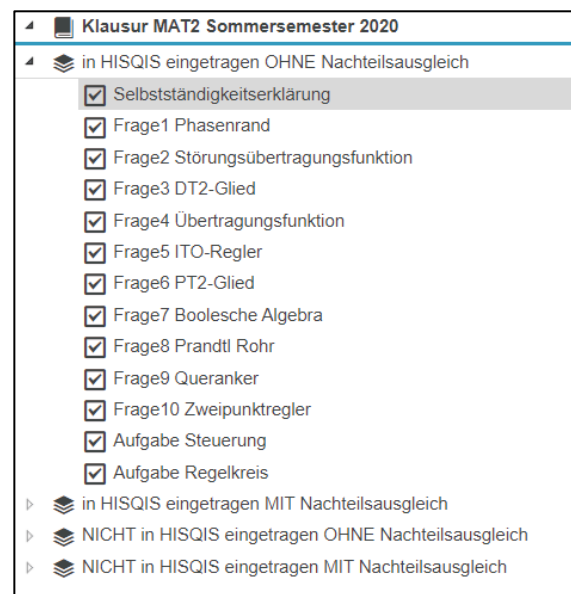 Klausur MAT2 Sommersemester 2020
in HISQIS eingetragen OHNE Nachteilsausgleich
Selbstständigkeitserklärung
Frage1 Phasenrand
Frage2 Störungsübertragungsfunktion
Frage3 DT2-Glied
Frage4 Übertragungsfunktion
Frage5 ITO-Regler
Frage6 PT2-Glied
Frage7 Boolesche Algebra
Frage8 Prandtl Rohr
Frage9 Queranker
Frage10 Zweipunktregler
Aufgabe Steuerung
Aufgabe Regelkreis
in HISQIS eingetragen MIT Nachteilsausgleich
NICHT in HISQIS eingetragen OHNE Nachteilsausgleich
NICHT in HISQIS eingetragen MIT Nachteilsausgleich